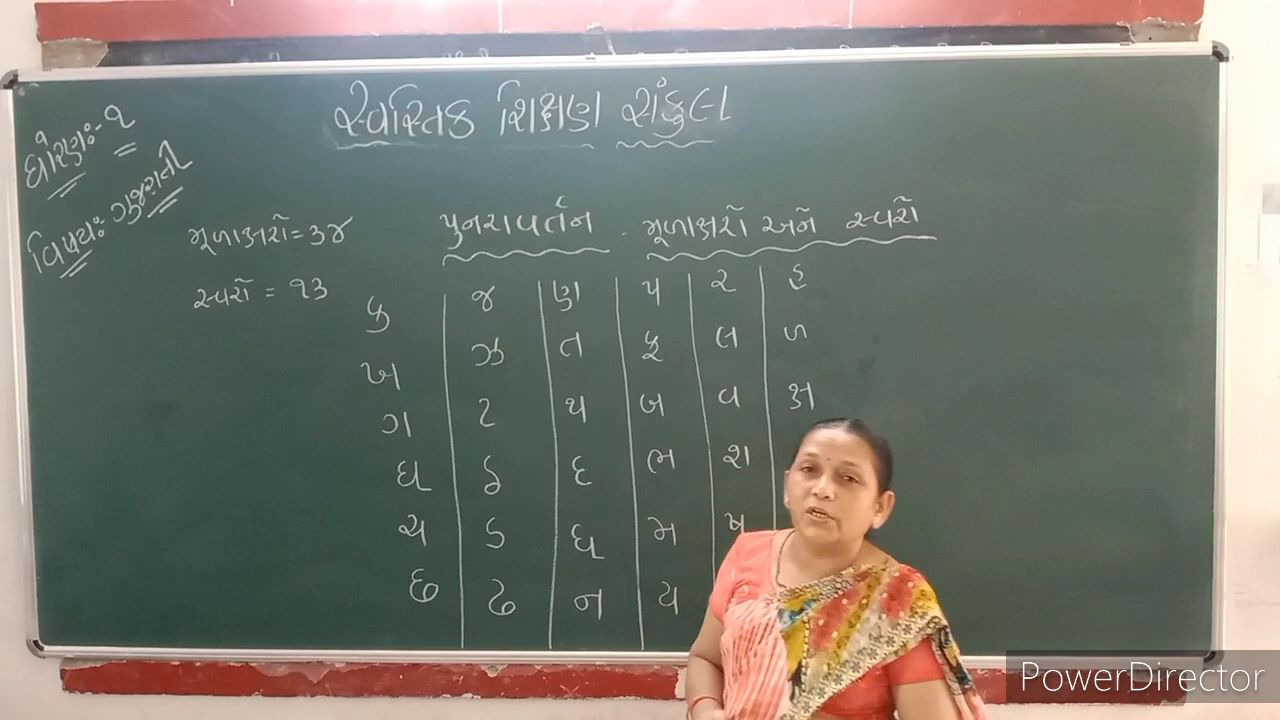 સ્વસ્તિક શિક્ષણ સંકુલ
ધોરણઃ- ૧
વિષયઃ ગુજરાતી
પુનરાવર્તન - મૂળાક્ષરો અને સ્વરો
મૂળાક્ષરો = ૩૪
સ્વરો = ૧૩
ક જ ણ પ ર હ
ખ ઝ ત ફ લ ળ
ગ ટ થ બ વ ક્ષ
ઘ ઠ દ ભ શ
ચ ડ ધ મ ષ
છ ઢ ન ય
PowerDirector